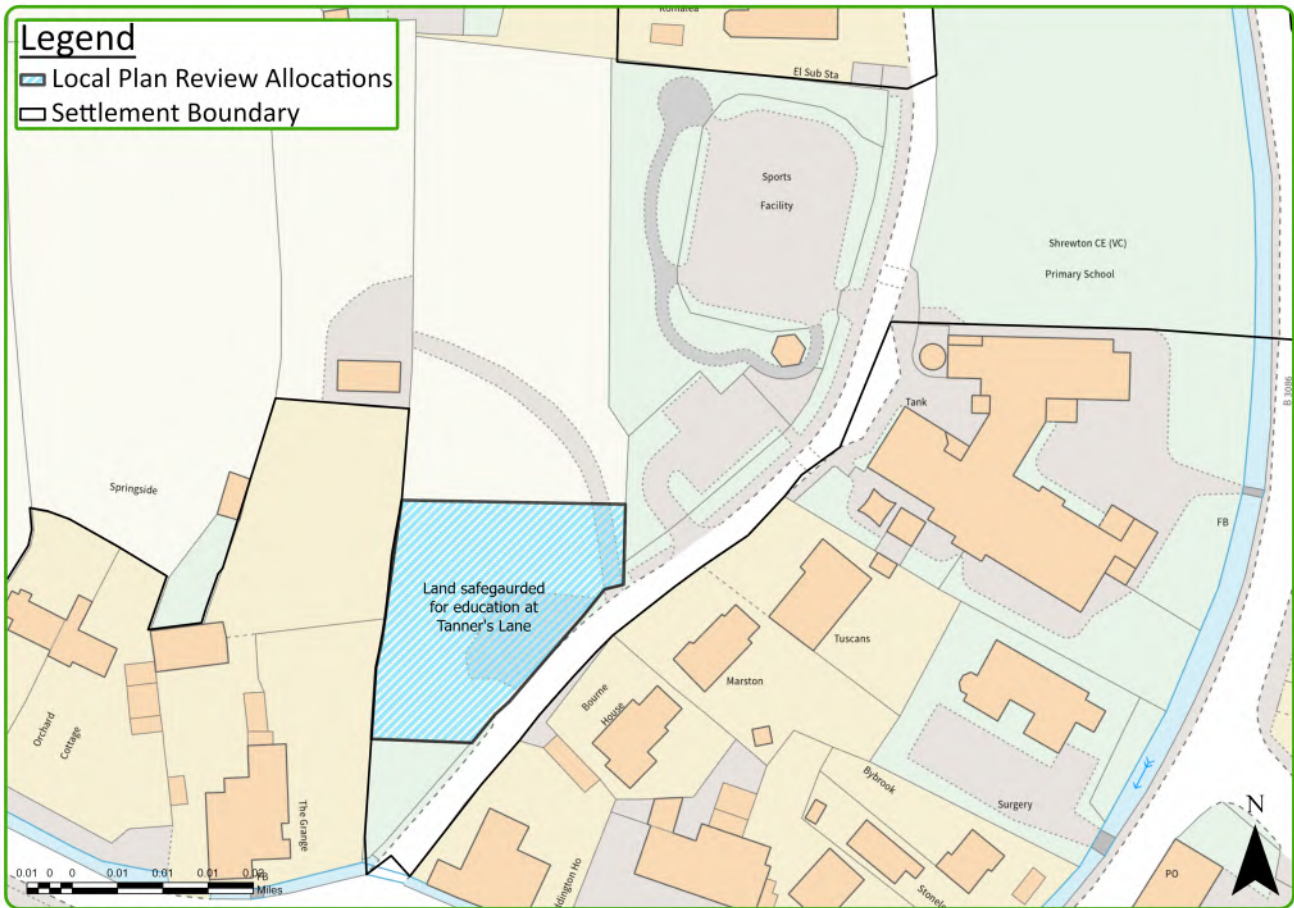 Legend
Local Plan Review Allocations
Settlement Boundary
Romalea
El Sub Sta
Sports
Facility
Shrewton CE (VC)
Primary School
B 3086
Tank
Springside
FB
Land safegaurded
for education at
Tanner's Lane
Tuscans
Marston
Bourne
House
Orchard
Cottage
The Grange
Bybrook
Surgery
N
PO
0.01 0 0 0.01 0.01 0.01 0.02
FB
Miles